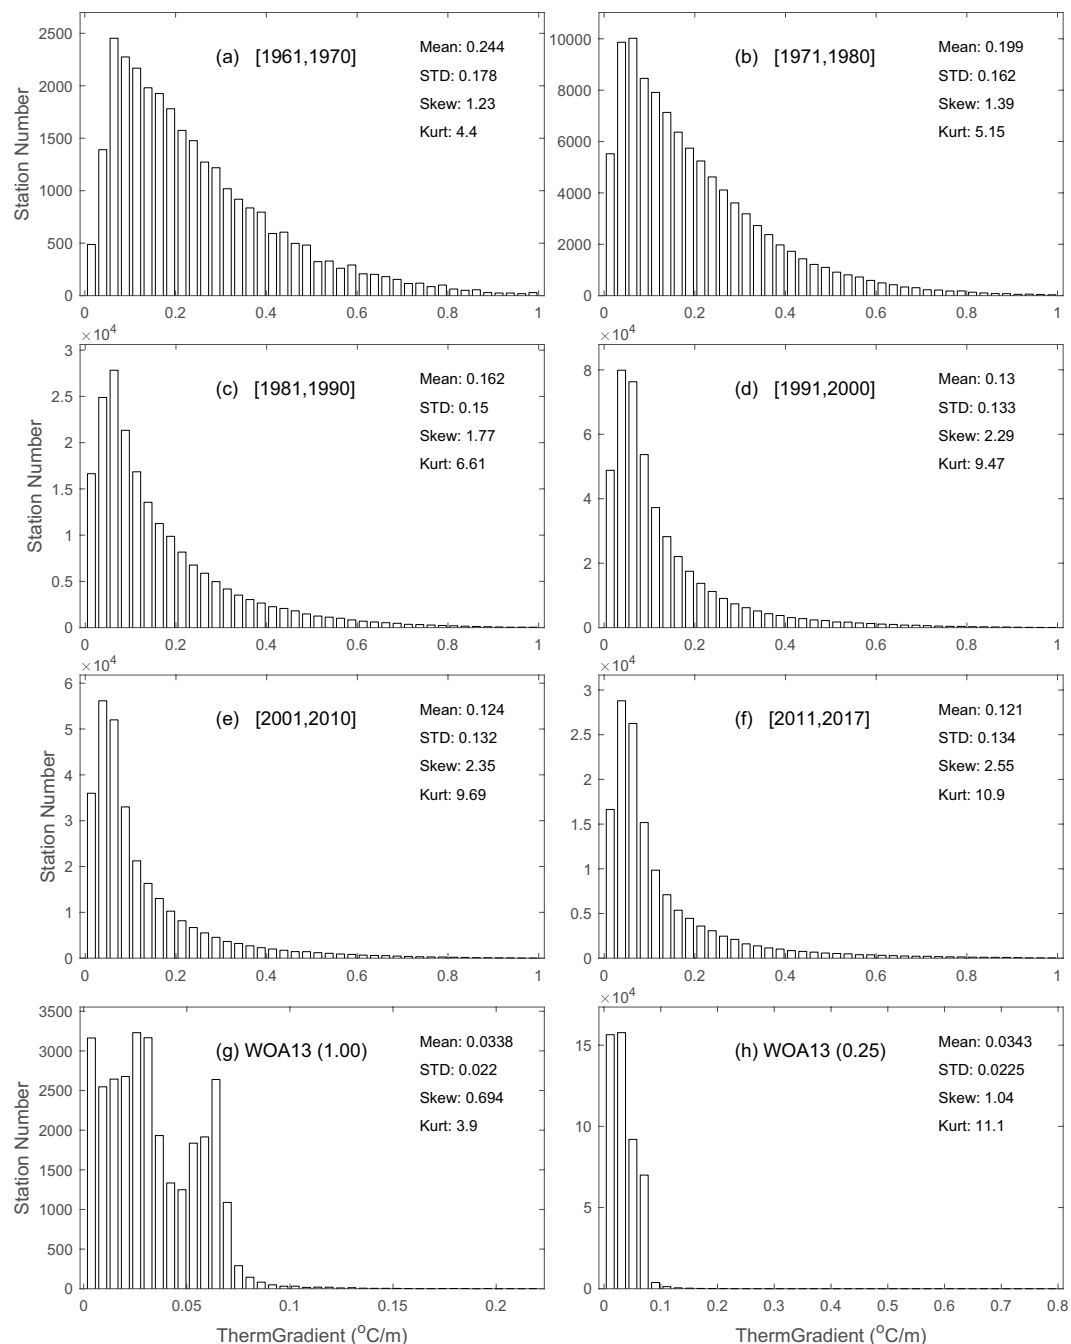 (a) [1961,1970]
Mean: 0.244
STD: 0.178
Skew: 1.23
Kurt: 4.4
Station Number
2500
2000
1500
1000
500
0
0 0.2 0.4 0.6 0.8 1
(b) [1971,1980]
Mean: 0.199
STD: 0.162
Skew: 1.39
Kurt: 5.15
10000
8000
6000
4000
2000
0
0 0.2 0.4 0.6 0.8 1
×10⁴
(c) [1981,1990]
Mean: 0.162
STD: 0.15
Skew: 1.77
Kurt: 6.61
Station Number
3
2.5
2
1.5
1
0.5
0
0 0.2 0.4 0.6 0.8 1
(d) [1991,2000]
Mean: 0.13
STD: 0.133
Skew: 2.29
Kurt: 9.47
×10⁴
8
6
4
2
0
0 0.2 0.4 0.6 0.8 1
×10⁴
(e) [2001,2010]
Mean: 0.124
STD: 0.132
Skew: 2.35
Kurt: 9.69
Station Number
6
5
4
3
2
1
0
0 0.2 0.4 0.6 0.8 1
×10⁴
(f) [2011,2017]
Mean: 0.121
STD: 0.134
Skew: 2.55
Kurt: 10.9
3
2.5
2
1.5
1
0.5
0
0 0.2 0.4 0.6 0.8 1
(g) WOA13 (1.00)
Mean: 0.0338
STD: 0.022
Skew: 0.694
Kurt: 3.9
Station Number
3500
3000
2500
2000
1500
1000
500
0
0 0.05 0.1 0.15 0.2
ThermGradient (°C/m)
×10⁴
(h) WOA13 (0.25)
Mean: 0.0343
STD: 0.0225
Skew: 1.04
Kurt: 11.1
15
10
5
0
0 0.1 0.2 0.3 0.4 0.5 0.6 0.7 0.8
ThermGradient (°C/m)